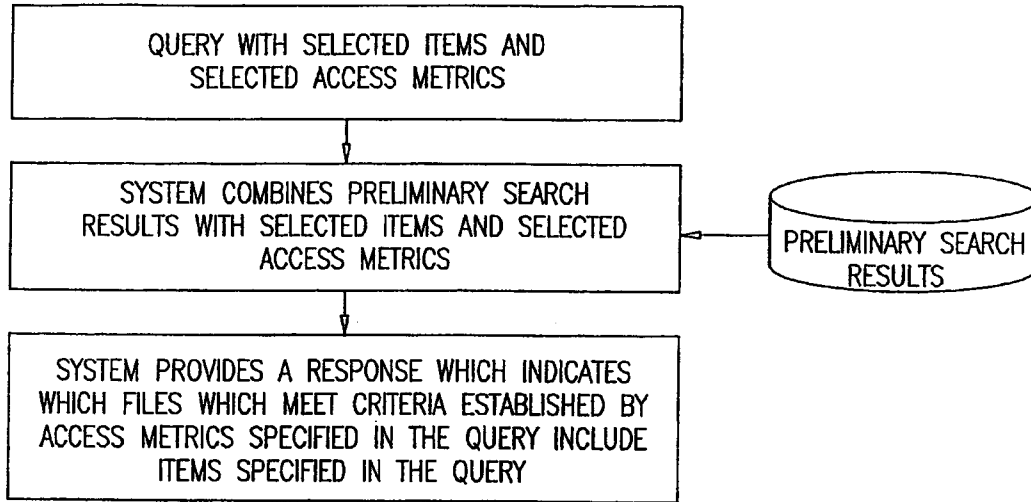 QUERY WITH SELECTED ITEMS AND
SELECTED ACCESS METRICS
SYSTEM COMBINES PRELIMINARY SEARCH
RESULTS WITH SELECTED ITEMS AND SELECTED
ACCESS METRICS
PRELIMINARY SEARCH
RESULTS
SYSTEM PROVIDES A RESPONSE WHICH INDICATES
WHICH FILES WHICH MEET CRITERIA ESTABLISHED BY
ACCESS METRICS SPECIFIED IN THE QUERY INCLUDE
ITEMS SPECIFIED IN THE QUERY